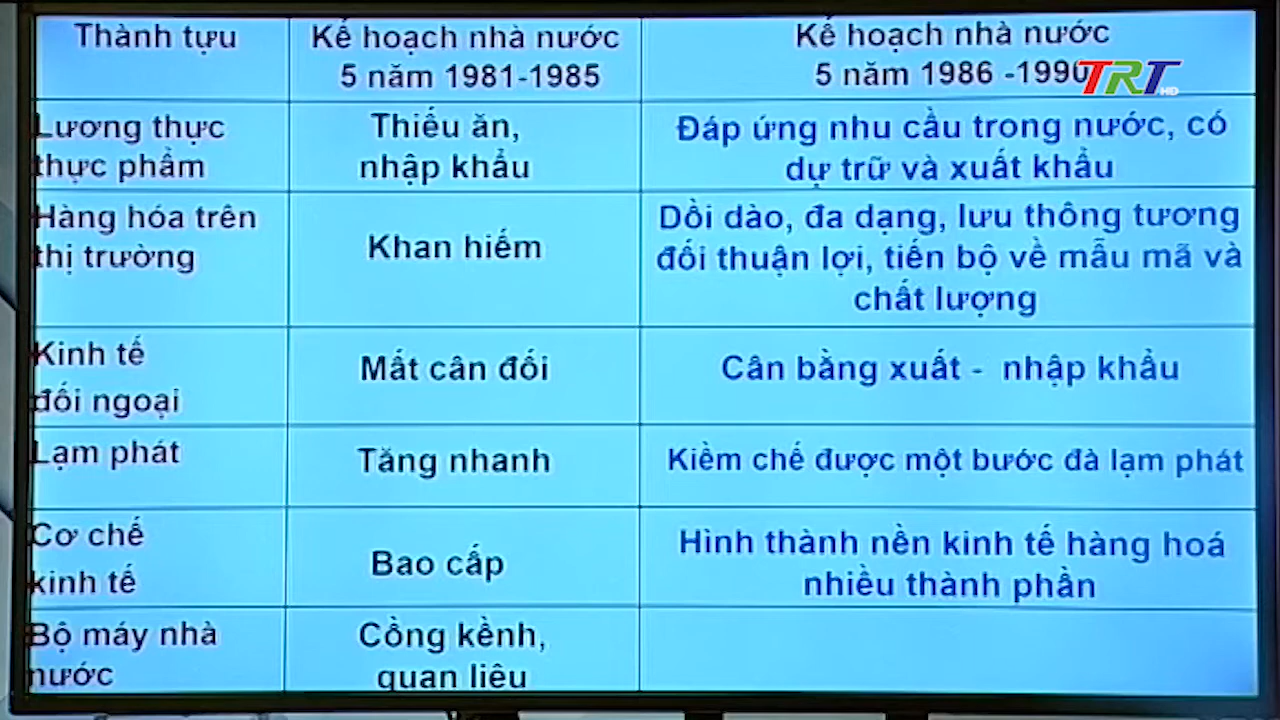 Thành tựu
Kế hoạch nhà nước
5 năm 1981-1985
Kế hoạch nhà nước
5 năm 1986 -1990
TRT HD
Lương thực
thực phẩm
Thiếu ăn,
nhập khẩu
Đáp ứng nhu cầu trong nước, có
dự trữ và xuất khẩu
Hàng hóa trên
thị trường
Khan hiếm
Dồi dào, đa dạng, lưu thông tương
đối thuận lợi, tiến bộ về mẫu mã và
chất lượng
Kinh tế
đối ngoại
Mất cân đối
Cân bằng xuất - nhập khẩu
Lạm phát
Tăng nhanh
Kiềm chế được một bước đà lạm phát
Cơ chế
kinh tế
Bao cấp
Hình thành nền kinh tế hàng hoá
nhiều thành phần
Bộ máy nhà
nước
Cồng kềnh,
quan liêu